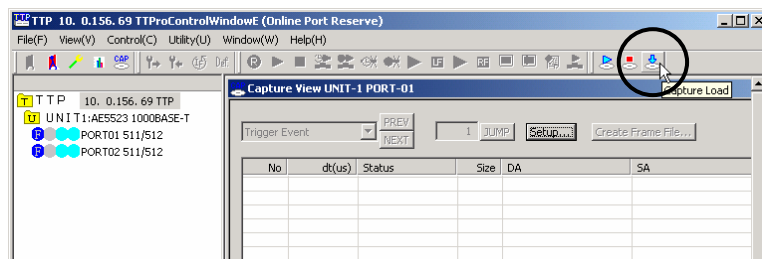 TTP 10. 0.156. 69 TTProControlWindowE (Online Port Reserve)
File(F) View(V) Control(C) Utility(U) Window(W) Help(H)
CAP
Capture Load
TTP 10. 0.156. 69 TTP
UNIT1:AE5523 1000BASE-T
PORT01 511/512
PORT02 511/512
Capture View UNIT-1 PORT-01
Trigger Event PREV NEXT 1 JUMP Setup... Create Frame File...
No dt(us) Status Size DA SA